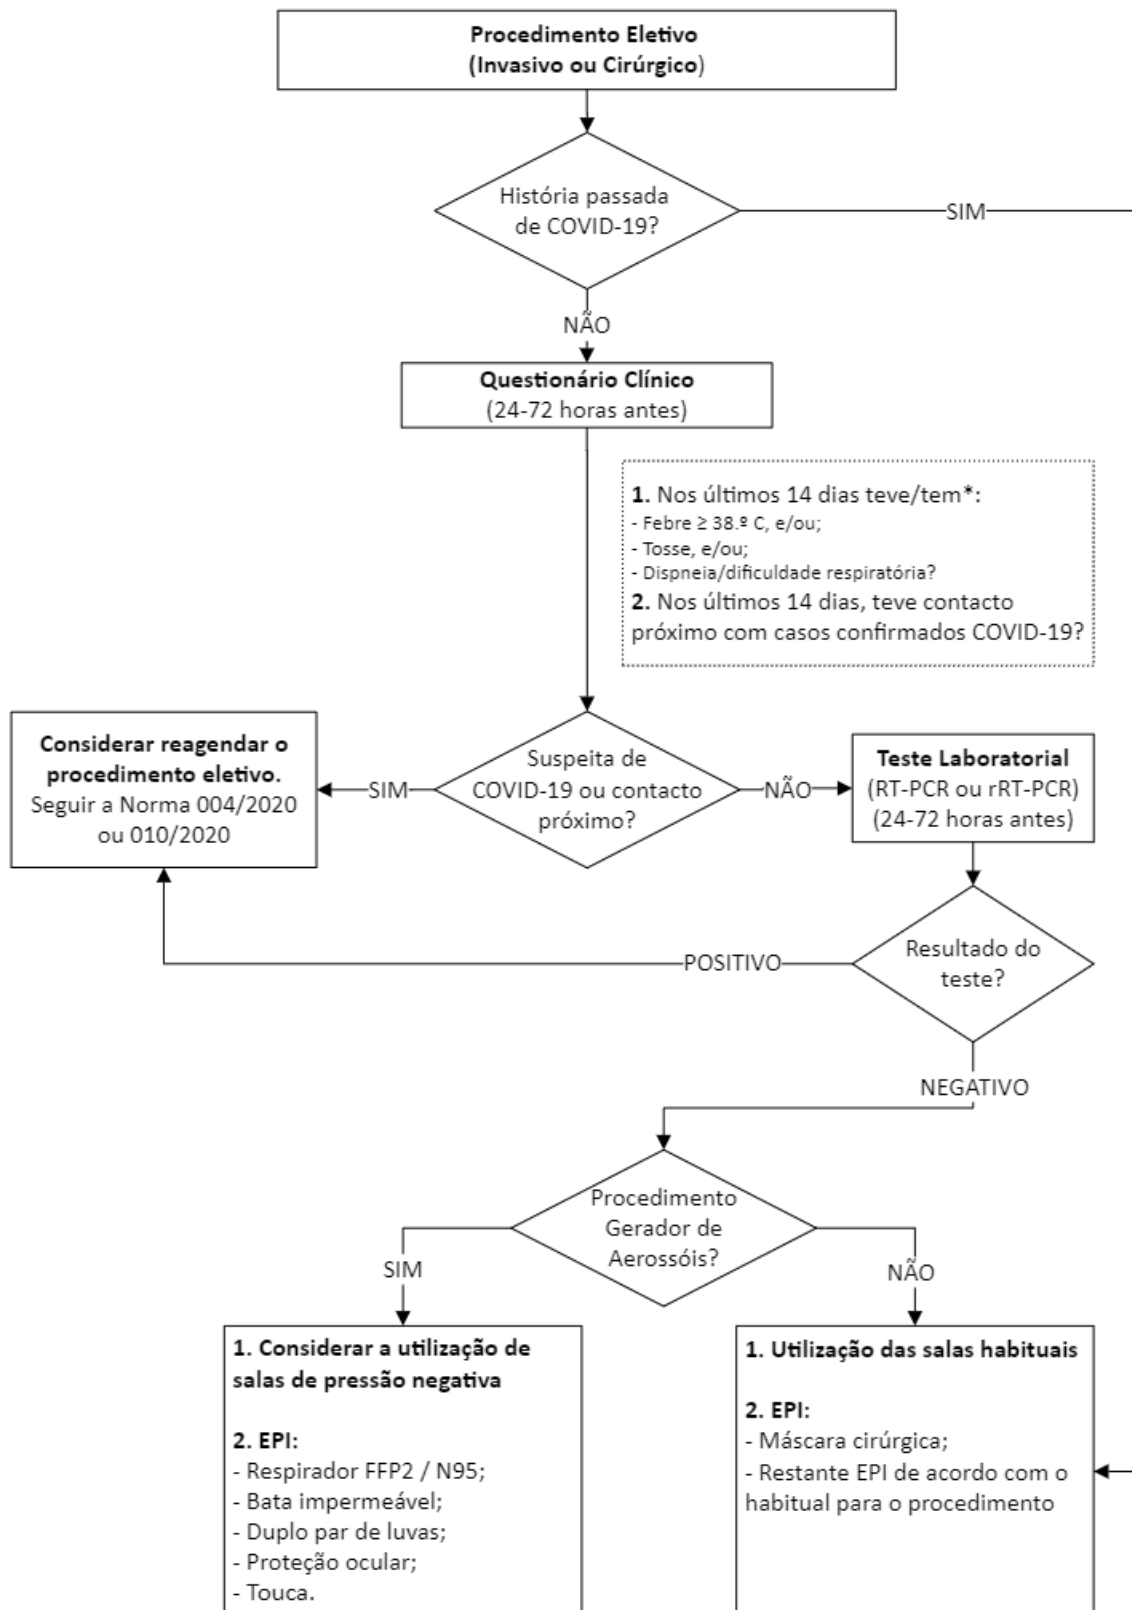 Procedimento Eletivo
(Invasivo ou Cirúrgico)
História passada
de COVID-19?
SIM
NÃO
Questionário Clínico
(24-72 horas antes)
1. Nos últimos 14 dias teve/tem*:
- Febre ≥ 38.º C, e/ou;
- Tosse, e/ou;
- Dispneia/dificuldade respiratória?
2. Nos últimos 14 dias, teve contacto
próximo com casos confirmados COVID-19?
Considerar reagendar o
procedimento eletivo.
Seguir a Norma 004/2020
ou 010/2020
SIM
Suspeita de
COVID-19 ou contacto
próximo?
NÃO
Teste Laboratorial
(RT-PCR ou rRT-PCR)
(24-72 horas antes)
POSITIVO
Resultado do
teste?
NEGATIVO
Procedimento
Gerador de
Aerossóis?
SIM
NÃO
1. Considerar a utilização de
salas de pressão negativa
2. EPI:
- Respirador FFP2 / N95;
- Bata impermeável;
- Duplo par de luvas;
- Proteção ocular;
- Touca.
1. Utilização das salas habituais
2. EPI:
- Máscara cirúrgica;
- Restante EPI de acordo com o
habitual para o procedimento